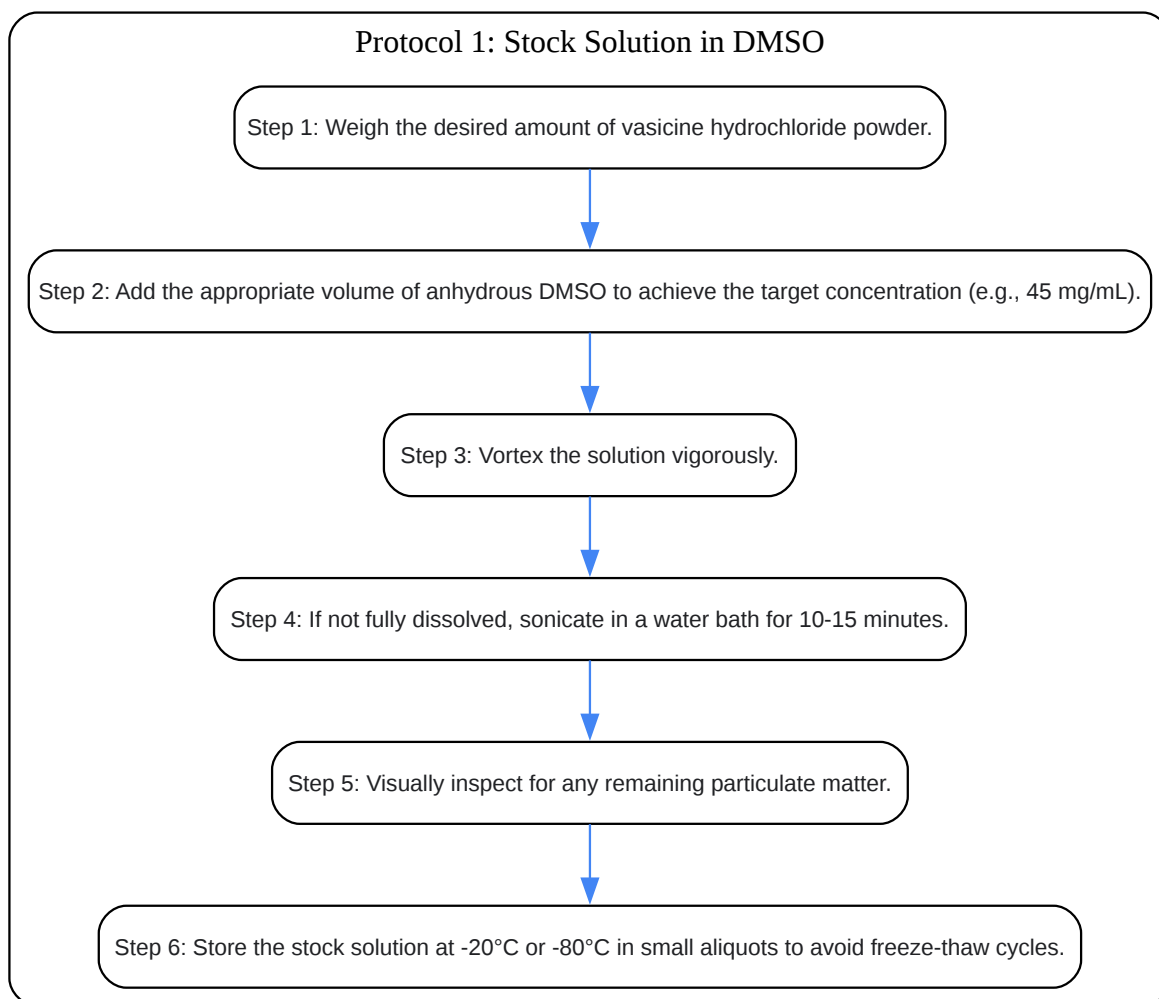 Protocol 1: Stock Solution in DMSO
Step 1: Weigh the desired amount of vasicine hydrochloride powder.
Step 2: Add the appropriate volume of anhydrous DMSO to achieve the target concentration (e.g., 45 mg/mL).
Step 3: Vortex the solution vigorously.
Step 4: If not fully dissolved, sonicate in a water bath for 10-15 minutes.
Step 5: Visually inspect for any remaining particulate matter.
Step 6: Store the stock solution at -20°C or -80°C in small aliquots to avoid freeze-thaw cycles.